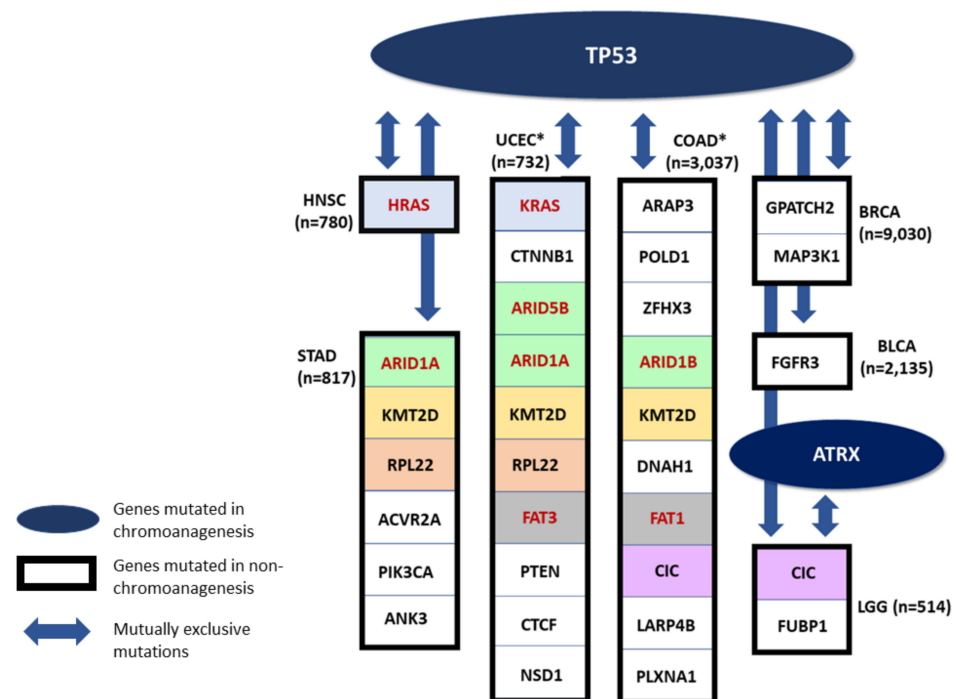 TP53
HNSC
(n=780)
HRAS
STAD
(n=817)
ARID1A
KMT2D
RPL22
ACVR2A
PIK3CA
ANK3
UCEC*
(n=732)
KRAS
CTNNB1
ARID5B
ARID1A
KMT2D
RPL22
FAT3
PTEN
CTCF
NSD1
COAD*
(n=3,037)
ARAP3
POLD1
ZFHX3
ARID1B
KMT2D
DNAH1
FAT1
CIC
LARP4B
PLXNA1
GPATCH2
MAP3K1
BRCA
(n=9,030)
FGFR3
BLCA
(n=2,135)
ATRX
CIC
FUBP1
LGG (n=514)
Genes mutated in
chromoanagenesis
Genes mutated in non-
chromoanagenesis
Mutually exclusive
mutations